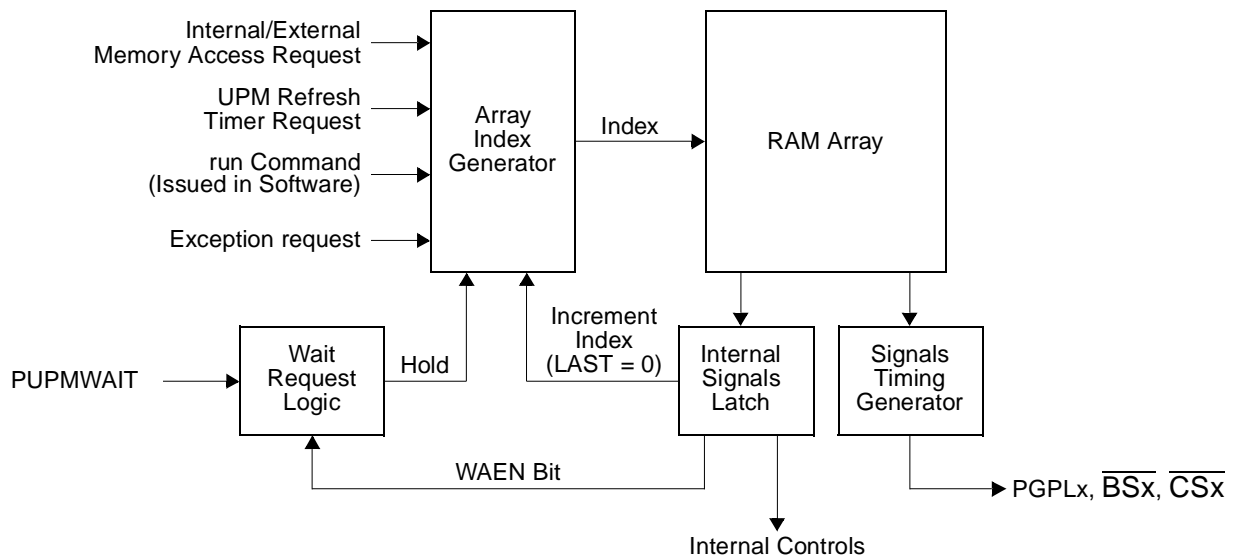 Internal/External
Memory Access Request
UPM Refresh
Timer Request
run Command
(Issued in Software)
Exception request
Array
Index
Generator
Index
RAM Array
PUPMWAIT
Wait
Request
Logic
Hold
Increment
Index
(LAST = 0)
Internal
Signals
Latch
Signals
Timing
Generator
WAEN Bit
PGPLx, B̅S̅x̅, C̅S̅x̅
Internal Controls